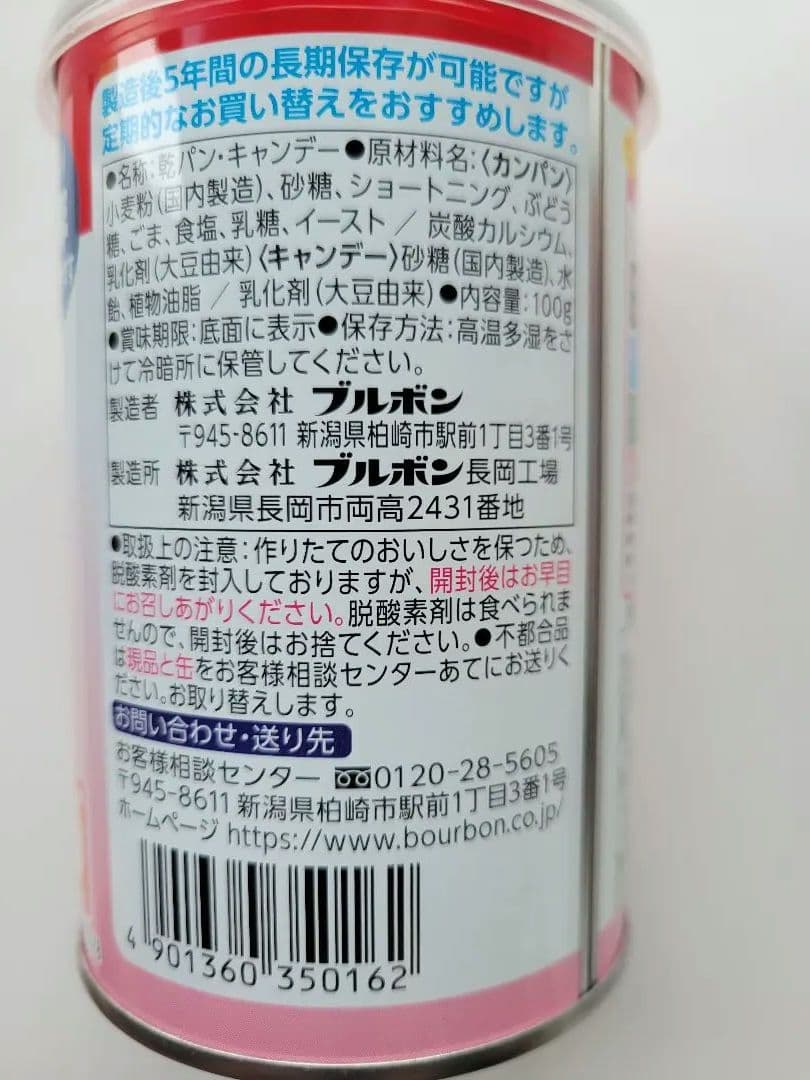 製造後5年間の長期保存が可能ですが
定期的なお買い替えをおすすめします。
●名称：乾パン・キャンデー●原材料名：〈カンパン〉
小麦粉（国内製造）、砂糖、ショートニング、ぶどう
糖、ごま、食塩、乳糖、イースト ／ 炭酸カルシウム、
乳化剤（大豆由来）〈キャンデー〉砂糖（国内製造）、水
飴、植物油脂 ／ 乳化剤（大豆由来）●内容量：100g
●賞味期限：底面に表示●保存方法：高温多湿をさ
けて冷暗所に保管してください。
製造者 株式会社 ブルボン
〒945-8611 新潟県柏崎市駅前1丁目3番1号
製造所 株式会社 ブルボン長岡工場
新潟県長岡市両高2431番地
●取扱上の注意：作りたてのおいしさを保つため、
脱酸素剤を封入しておりますが、開封後はお早目
にお召しあがりください。脱酸素剤は食べられま
せんので、開封後はお捨てください。●不都合品
は現品と缶をお客様相談センターあてにお送りく
ださい。お取り替えします。
お問い合わせ・送り先
お客様相談センター 0120-28-5605
〒945-8611 新潟県柏崎市駅前1丁目3番1号
ホームページ https://www.bourbon.co.jp/
4 901360 350162